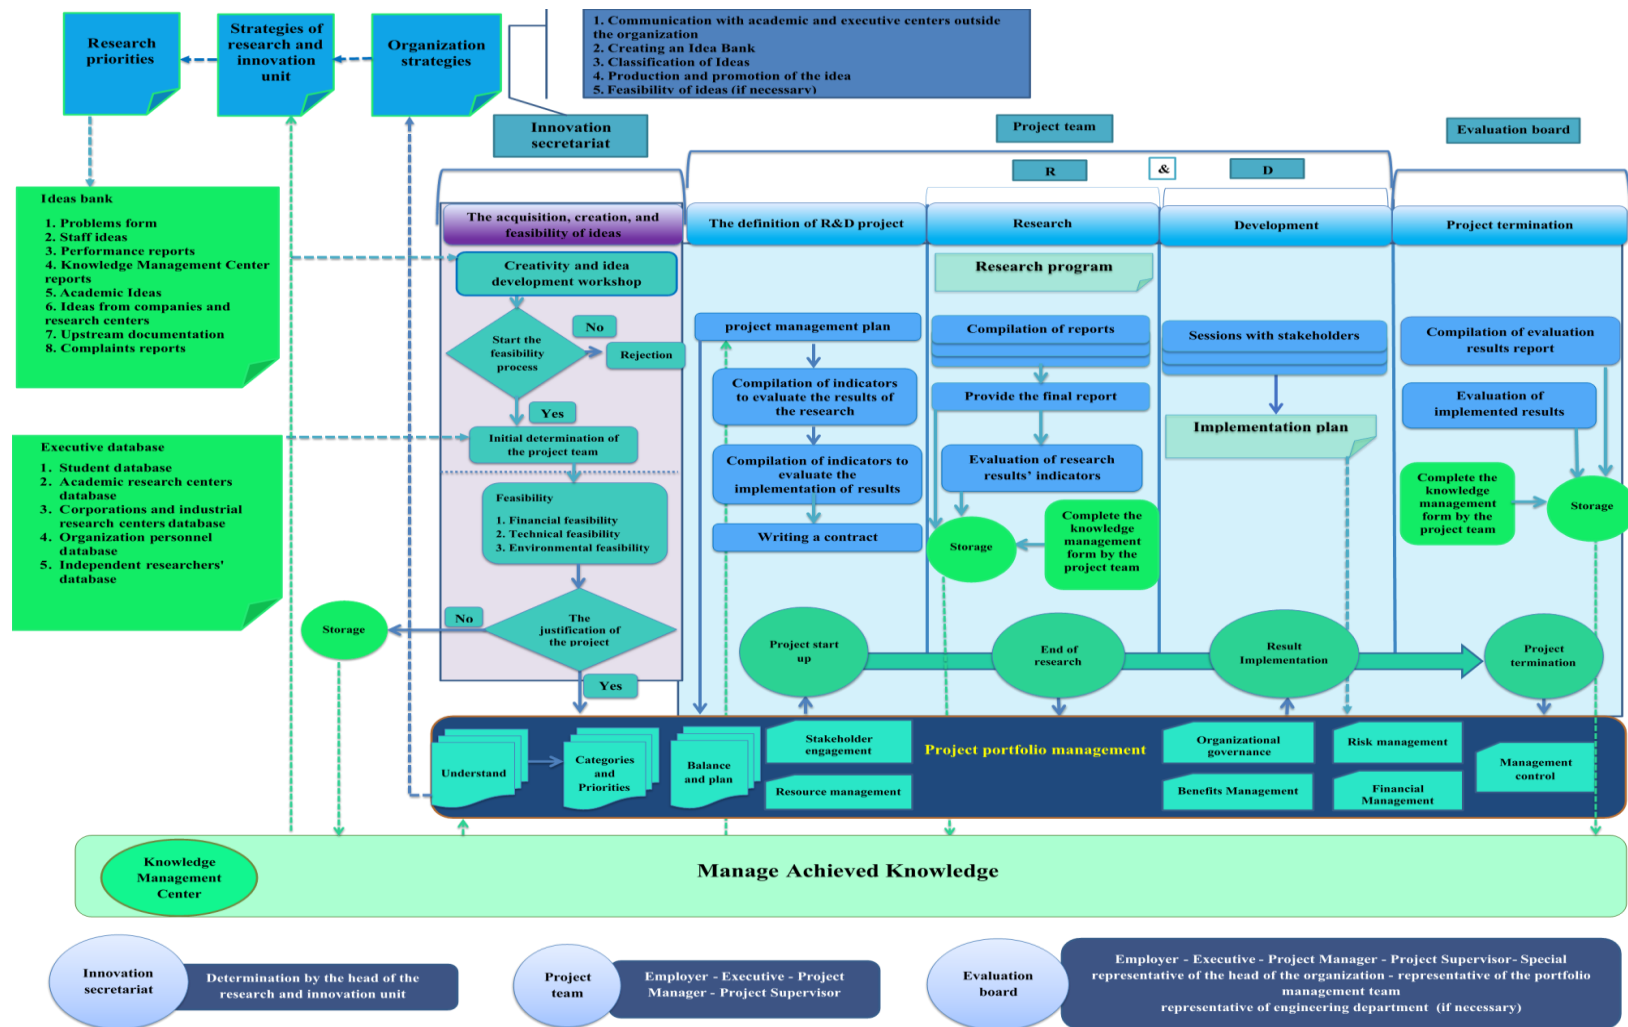 Research
priorities
Strategies of
research and
innovation
unit
Organization
strategies
1. Communication with academic and executive centers outside
the organization
2. Creating an Idea Bank
3. Classification of Ideas
4. Production and promotion of the idea
5. Feasibility of ideas (if necessary)
Innovation
secretariat
Project team
Evaluation board
R
&
D
Ideas bank
1. Problems form
2. Staff ideas
3. Performance reports
4. Knowledge Management Center
reports
5. Academic Ideas
6. Ideas from companies and
research centers
7. Upstream documentation
8. Complaints reports
Executive database
1. Student database
2. Academic research centers
database
3. Corporations and industrial
research centers database
4. Organization personnel
database
5. Independent researchers'
database
The acquisition, creation, and
feasibility of ideas
The definition of R&D project
Research
Development
Project termination
Creativity and idea
development workshop
Start the
feasibility
process
No
Rejection
Yes
Initial determination of
the project team
Feasibility
1. Financial feasibility
2. Technical feasibility
3. Environmental feasibility
The
justification of
the project
No
Storage
Yes
project management plan
Compilation of indicators
to evaluate the results of
the research
Compilation of indicators to
evaluate the
implementation of results
Writing a contract
Research program
Compilation of reports
Provide the final report
Evaluation of research
results' indicators
Storage
Complete the
knowledge
management
form by the
project team
Sessions with stakeholders
Implementation plan
Compilation of evaluation
results report
Evaluation of
implemented results
Complete the
knowledge
management
form by the
project team
Storage
Project start
up
End of
research
Result
Implementation
Project
termination
Understand
Categories
and
Priorities
Balance
and plan
Stakeholder
engagement
Resource management
Project portfolio management
Organizational
governance
Benefits Management
Risk management
Financial
Management
Management
control
Knowledge
Management
Center
Manage Achieved Knowledge
Innovation
secretariat
Determination by the head of the
research and innovation unit
Project
team
Employer - Executive - Project
Manager - Project Supervisor
Evaluation
board
Employer - Executive - Project Manager - Project Supervisor- Special
representative of the head of the organization - representative of the portfolio
management team
representative of engineering department (if necessary)